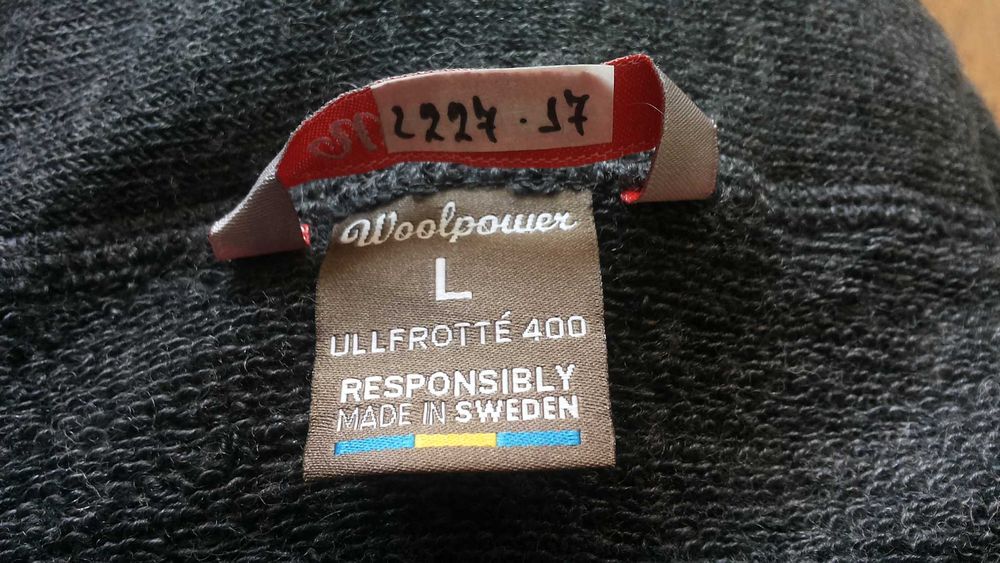 2227.17
Woolpower
L
ULLFROTTÉ 400
RESPONSIBLY
MADE IN SWEDEN